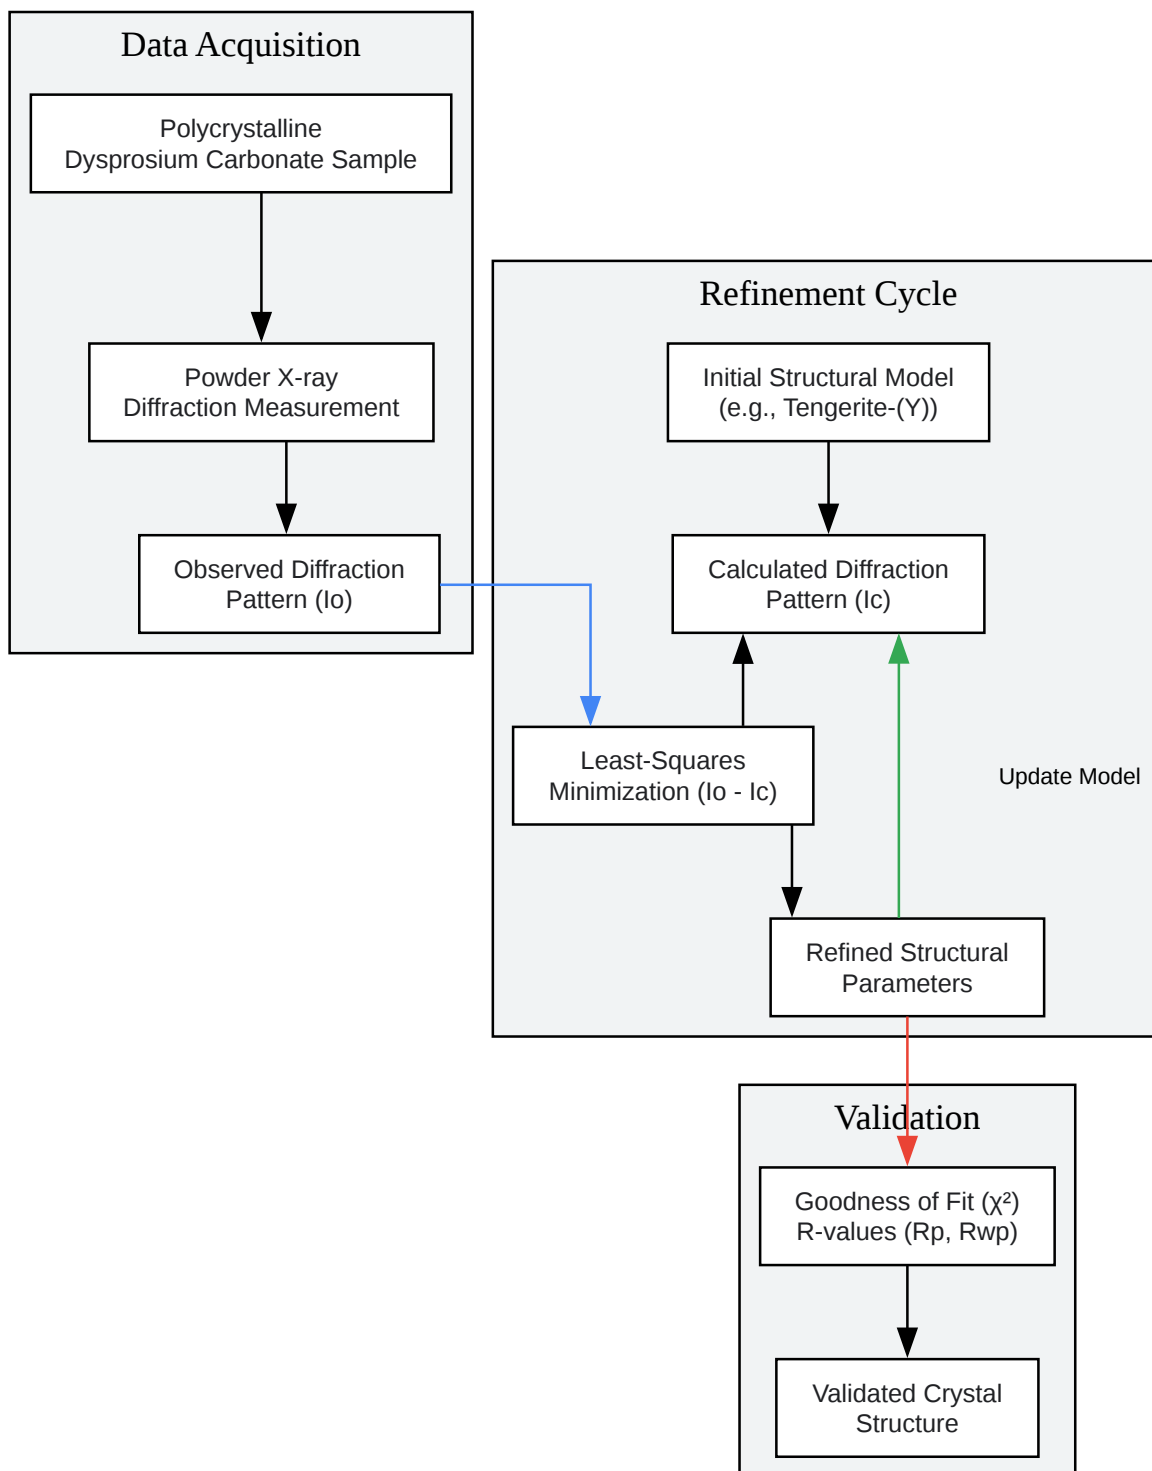 Data Acquisition
Polycrystalline
Dysprosium Carbonate Sample
Powder X-ray
Diffraction Measurement
Observed Diffraction
Pattern (Io)
Refinement Cycle
Initial Structural Model
(e.g., Tengerite-(Y))
Calculated Diffraction
Pattern (Ic)
Least-Squares
Minimization (Io - Ic)
Update Model
Refined Structural
Parameters
Validation
Goodness of Fit (χ²)
R-values (Rp, Rwp)
Validated Crystal
Structure